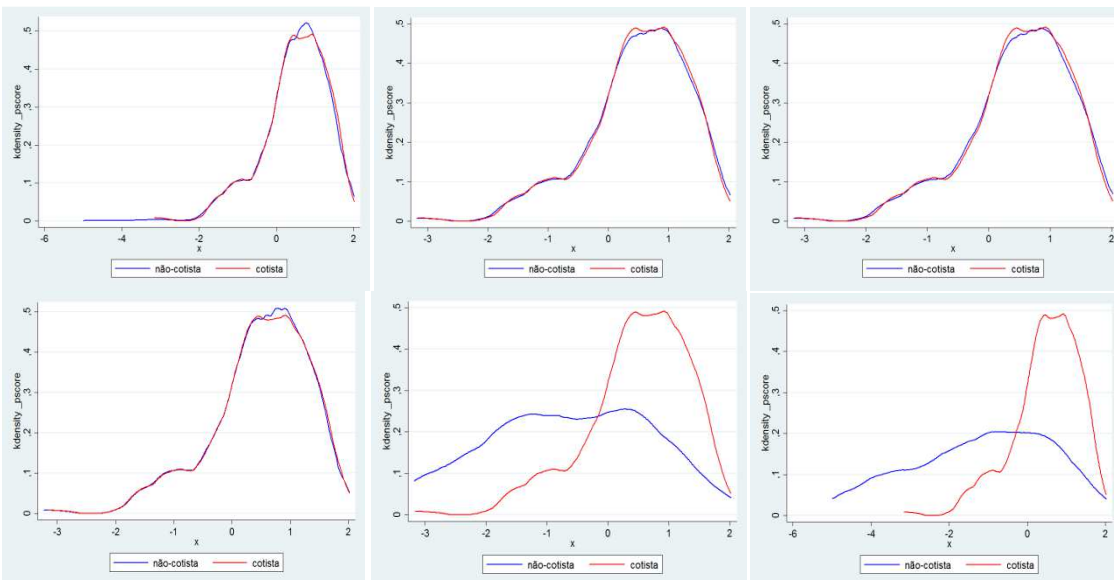 kdensity _pscore
.5
.4
.3
.2
.1
0
-6 -4 -2 0 2
x
não-cotista cotista
kdensity _pscore
.5
.4
.3
.2
.1
0
-3 -2 -1 0 1 2
x
não-cotista cotista
kdensity _pscore
.5
.4
.3
.2
.1
0
-3 -2 -1 0 1 2
x
não-cotista cotista
kdensity _pscore
.5
.4
.3
.2
.1
0
-3 -2 -1 0 1 2
x
não-cotista cotista
kdensity _pscore
.5
.4
.3
.2
.1
0
-3 -2 -1 0 1 2
x
não-cotista cotista
kdensity _pscore
.5
.4
.3
.2
.1
0
-6 -4 -2 0 2
x
não-cotista cotista